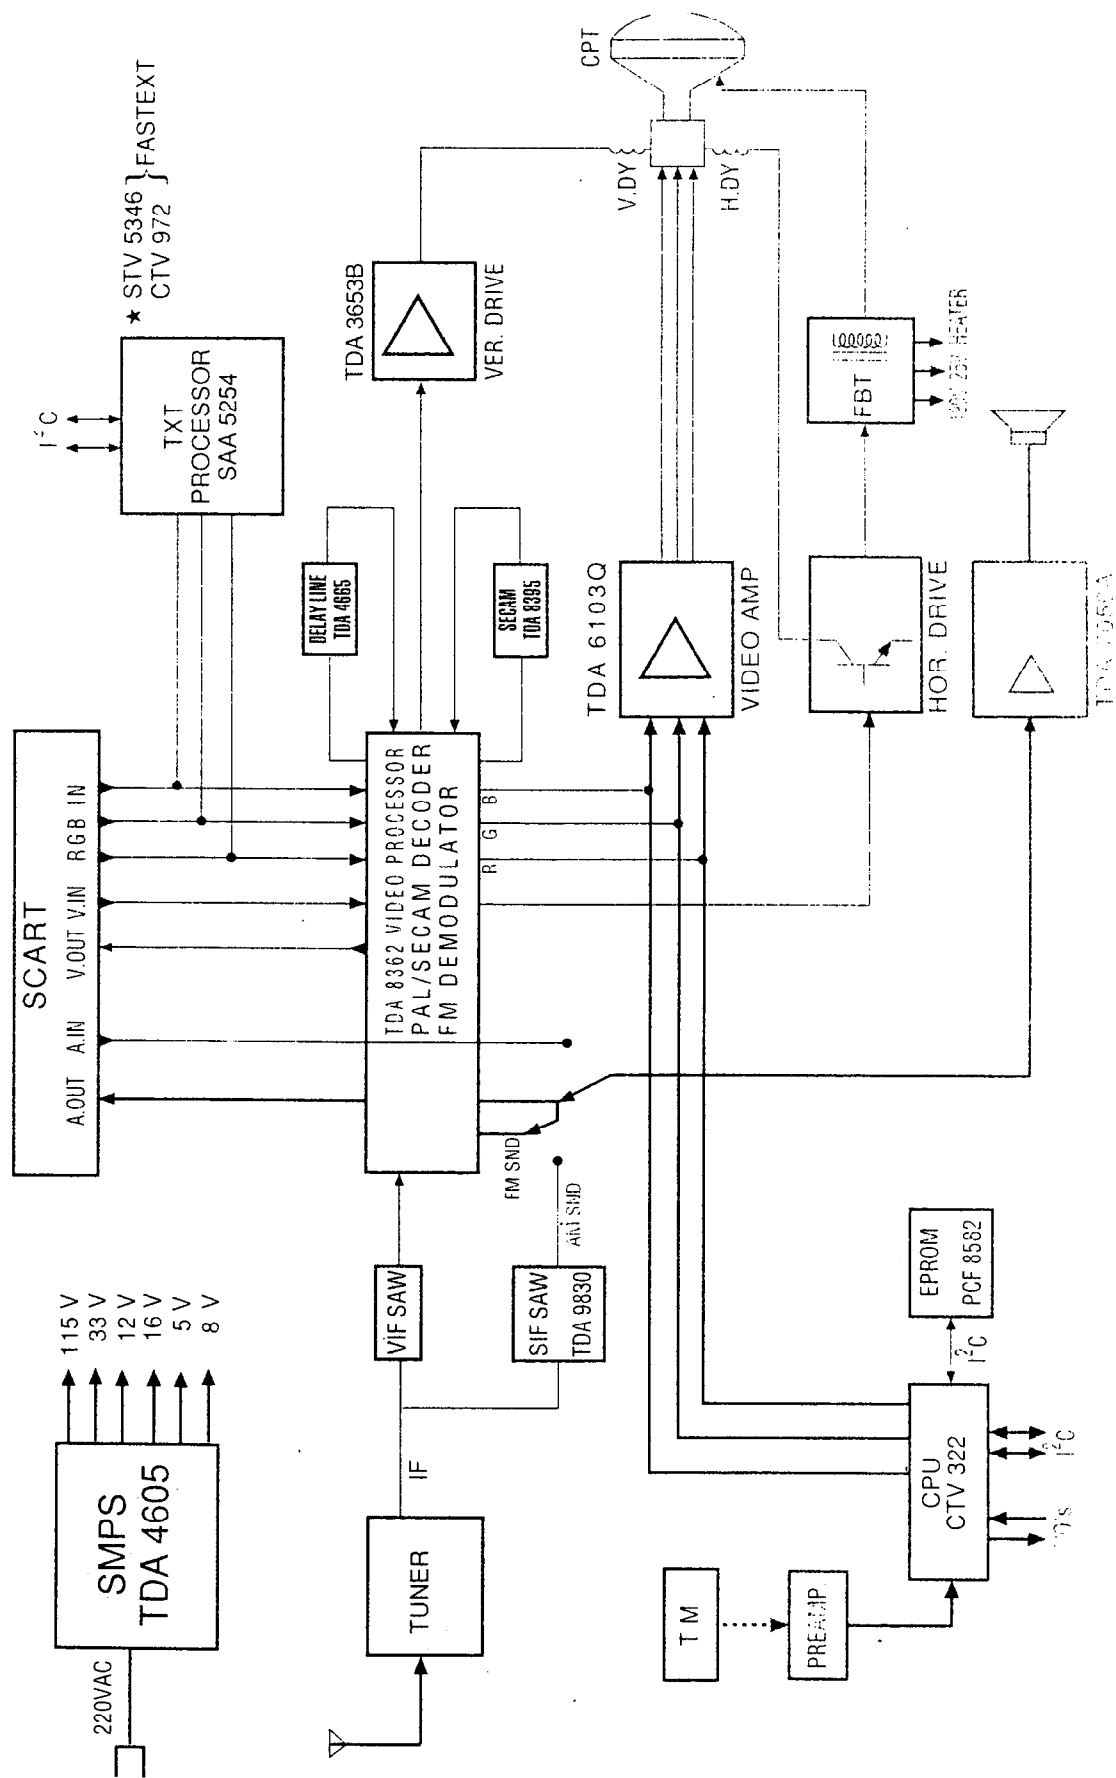 220VAC
SMPS
TDA 4605
115 V
33 V
12 V
16 V
5 V
8 V
SCART
A.OUT
A.IN
V.OUT
V.IN
RGB IN
I²C
TXT
PROCESSOR
SAA 5254
★ STV 5346
CTV 972
} FASTEXT
TUNER
IF
VIF SAW
SIF SAW
TDA 9830
FM SND
AM SND
TDA 8362 VIDEO PROCESSOR
PAL/SECAM DECODER
FM DEMODULATOR
R
G
B
DELAY LINE
TDA 4665
SECAM
TDA 8395
TDA 3653B
VER. DRIVE
TDA 6103Q
VIDEO AMP
V.DY
H.DY
CPT
HOR. DRIVE
FBT
HEATER
T M
PREAMP.
CPU
CTV 322
I²C
EPROM
PCF 8582
I²C